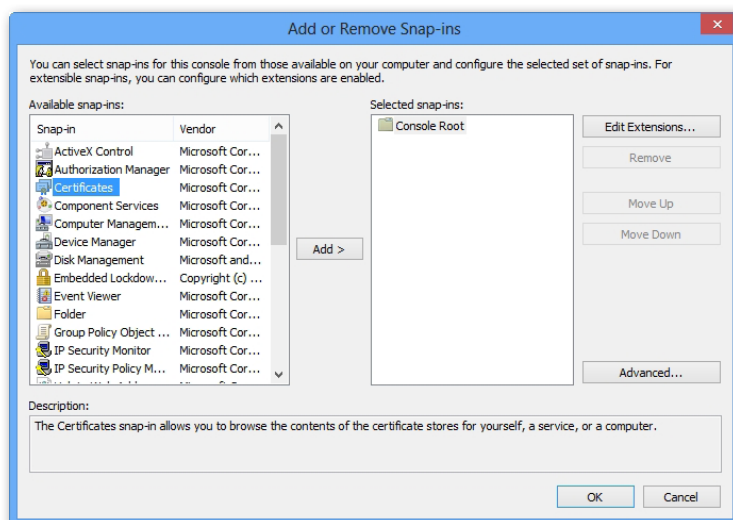 Add or Remove Snap-ins
You can select snap-ins for this console from those available on your computer and configure the selected set of snap-ins. For
extensible snap-ins, you can configure which extensions are enabled.
Available snap-ins:
Selected snap-ins:
Snap-in Vendor
Console Root
Edit Extensions...
ActiveX Control Microsoft Cor...
Remove
Authorization Manager Microsoft Cor...
Certificates Microsoft Cor...
Component Services Microsoft Cor...
Move Up
Computer Managem... Microsoft Cor...
Move Down
Device Manager Microsoft Cor...
Add >
Disk Management Microsoft and...
Embedded Lockdow... Copyright (c) ...
Event Viewer Microsoft Cor...
Folder Microsoft Cor...
Group Policy Object ... Microsoft Cor...
IP Security Monitor Microsoft Cor...
IP Security Policy M... Microsoft Cor...
Advanced...
Description:
The Certificates snap-in allows you to browse the contents of the certificate stores for yourself, a service, or a computer.
OK
Cancel